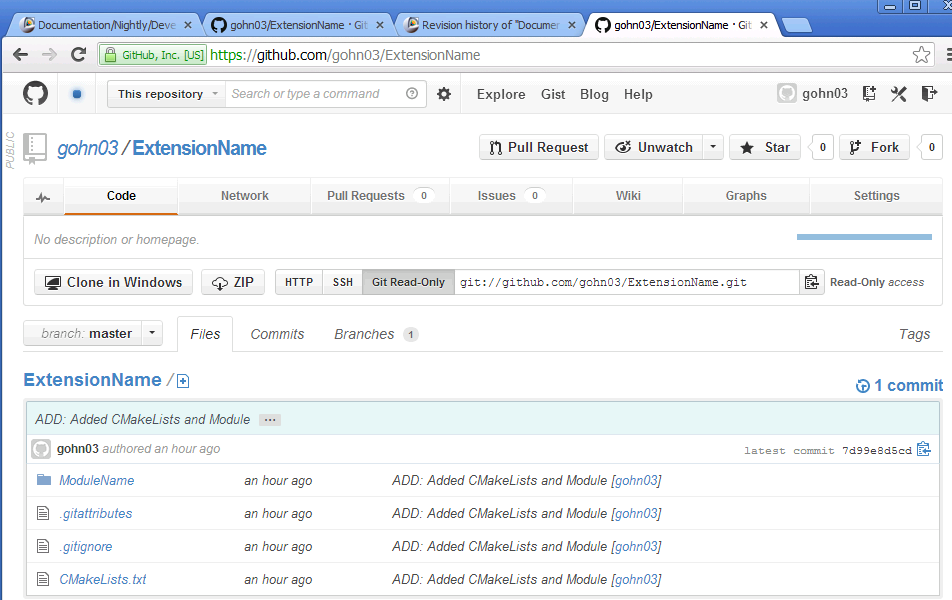 Documentation/Nightly/Deve
gohn03/ExtensionName · Git
Revision history of "Documen
gohn03/ExtensionName · Git
GitHub, Inc. [US] https://github.com/gohn03/ExtensionName
This repository Search or type a command Explore Gist Blog Help gohn03
PUBLIC
gohn03 / ExtensionName Pull Request Unwatch Star 0 Fork 0
Code Network Pull Requests 0 Issues 0 Wiki Graphs Settings
No description or homepage.
Clone in Windows ZIP HTTP SSH Git Read-Only git://github.com/gohn03/ExtensionName.git Read-Only access
branch: master Files Commits Branches 1 Tags
ExtensionName / 1 commit
ADD: Added CMakeLists and Module ...
gohn03 authored an hour ago latest commit 7d99e8d5cd
ModuleName an hour ago ADD: Added CMakeLists and Module [gohn03]
.gitattributes an hour ago ADD: Added CMakeLists and Module [gohn03]
.gitignore an hour ago ADD: Added CMakeLists and Module [gohn03]
CMakeLists.txt an hour ago ADD: Added CMakeLists and Module [gohn03]